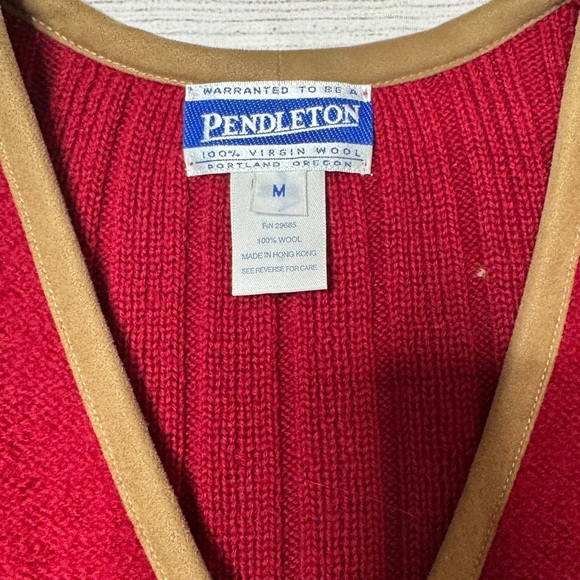 WARRANTED TO BE A
PENDLETON
100% VIRGIN WOOL
PORTLAND, OREGON
M
RN 29685
100% WOOL
MADE IN HONG KONG
SEE REVERSE FOR CARE